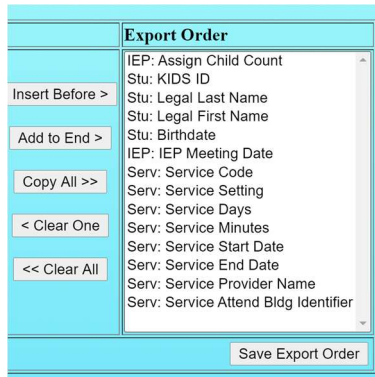 Export Order
IEP: Assign Child Count
Stu: KIDS ID
Stu: Legal Last Name
Stu: Legal First Name
Stu: Birthdate
IEP: IEP Meeting Date
Serv: Service Code
Serv: Service Setting
Serv: Service Days
Serv: Service Minutes
Serv: Service Start Date
Serv: Service End Date
Serv: Service Provider Name
Serv: Service Attend Bldg Identifier
Insert Before >
Add to End >
Copy All >>
< Clear One
<< Clear All
Save Export Order